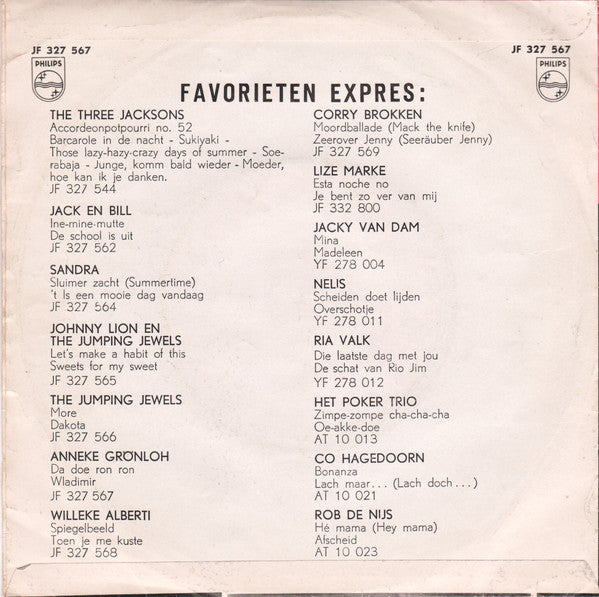 JF 327 567
JF 327 567
PHILIPS
PHILIPS
FAVORIETEN EXPRES:
THE THREE JACKSONS
Accordeonpotpourri no. 52
Barcarole in de nacht - Sukiyaki -
Those lazy-hazy-crazy days of summer - Soe-
rabaja - Junge, komm bald wieder - Moeder,
hoe kan ik je danken.
JF 327 544
JACK EN BILL
Ine-mine-mutte
De school is uit
JF 327 562
SANDRA
Sluimer zacht (Summertime)
't Is een mooie dag vandaag
JF 327 564
JOHNNY LION EN
THE JUMPING JEWELS
Let's make a habit of this
Sweets for my sweet
JF 327 565
THE JUMPING JEWELS
More
Dakota
JF 327 566
ANNEKE GRÖNLOH
Da doe ron ron
Wladimir
JF 327 567
WILLEKE ALBERTI
Spiegelbeeld
Toen je me kuste
JF 327 568
CORRY BROKKEN
Moordballade (Mack the knife)
Zeerover Jenny (Seeräuber Jenny)
JF 327 569
LIZE MARKE
Esta noche no
Je bent zo ver van mij
JF 332 800
JACKY VAN DAM
Mina
Madeleen
YF 278 004
NELIS
Scheiden doet lijden
Overschotje
YF 278 011
RIA VALK
Die laatste dag met jou
De schat van Rio Jim
YF 278 012
HET POKER TRIO
Zimpe-zompe cha-cha-cha
Oe-akke-doe
AT 10 013
CO HAGEDOORN
Bonanza
Lach maar... (Lach doch...)
AT 10 021
ROB DE NIJS
Hé mama (Hey mama)
Afscheid
AT 10 023